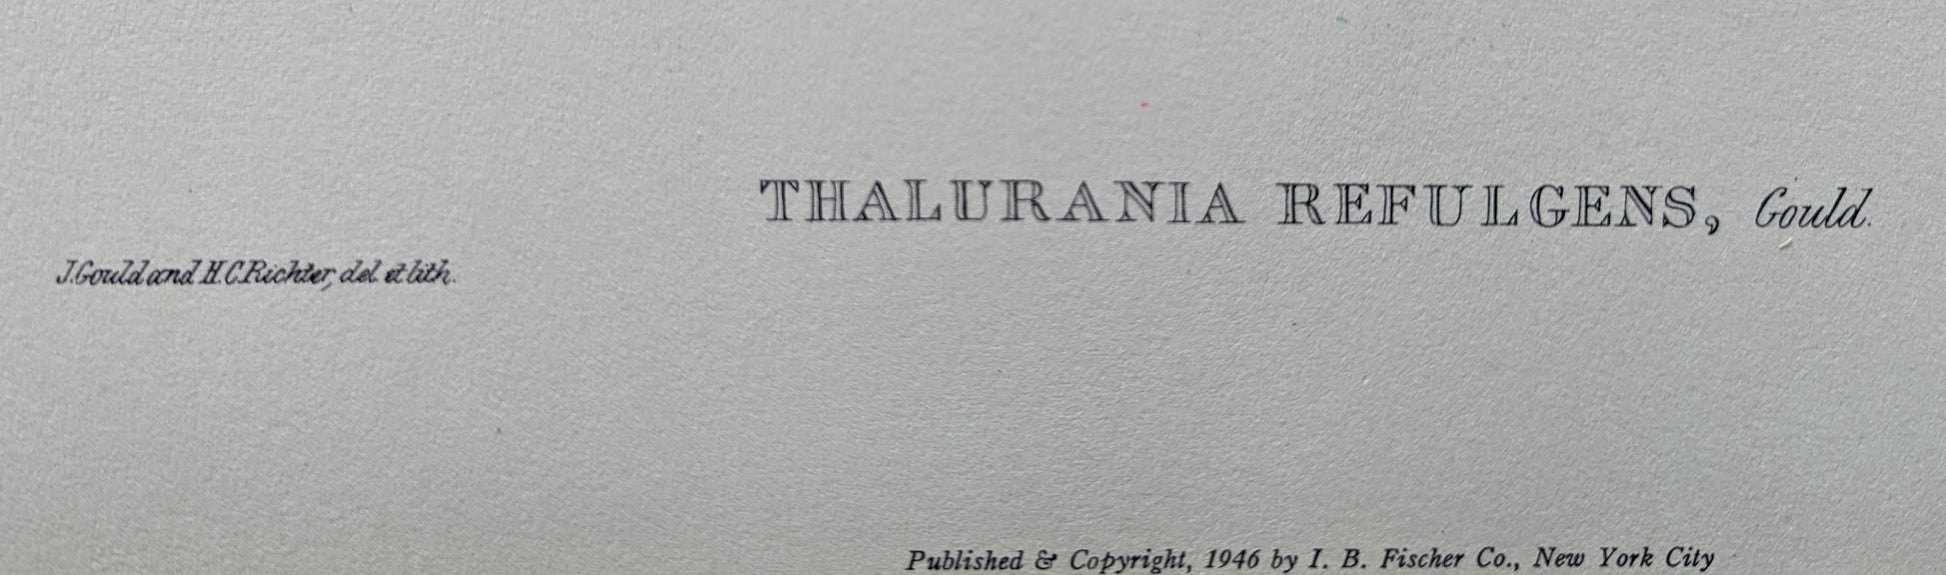 THALURANIA REFULGENS, Gould.
J. Gould and H.C. Richter, del. et lith.
Published & Copyright, 1946 by I. B. Fischer Co., New York City